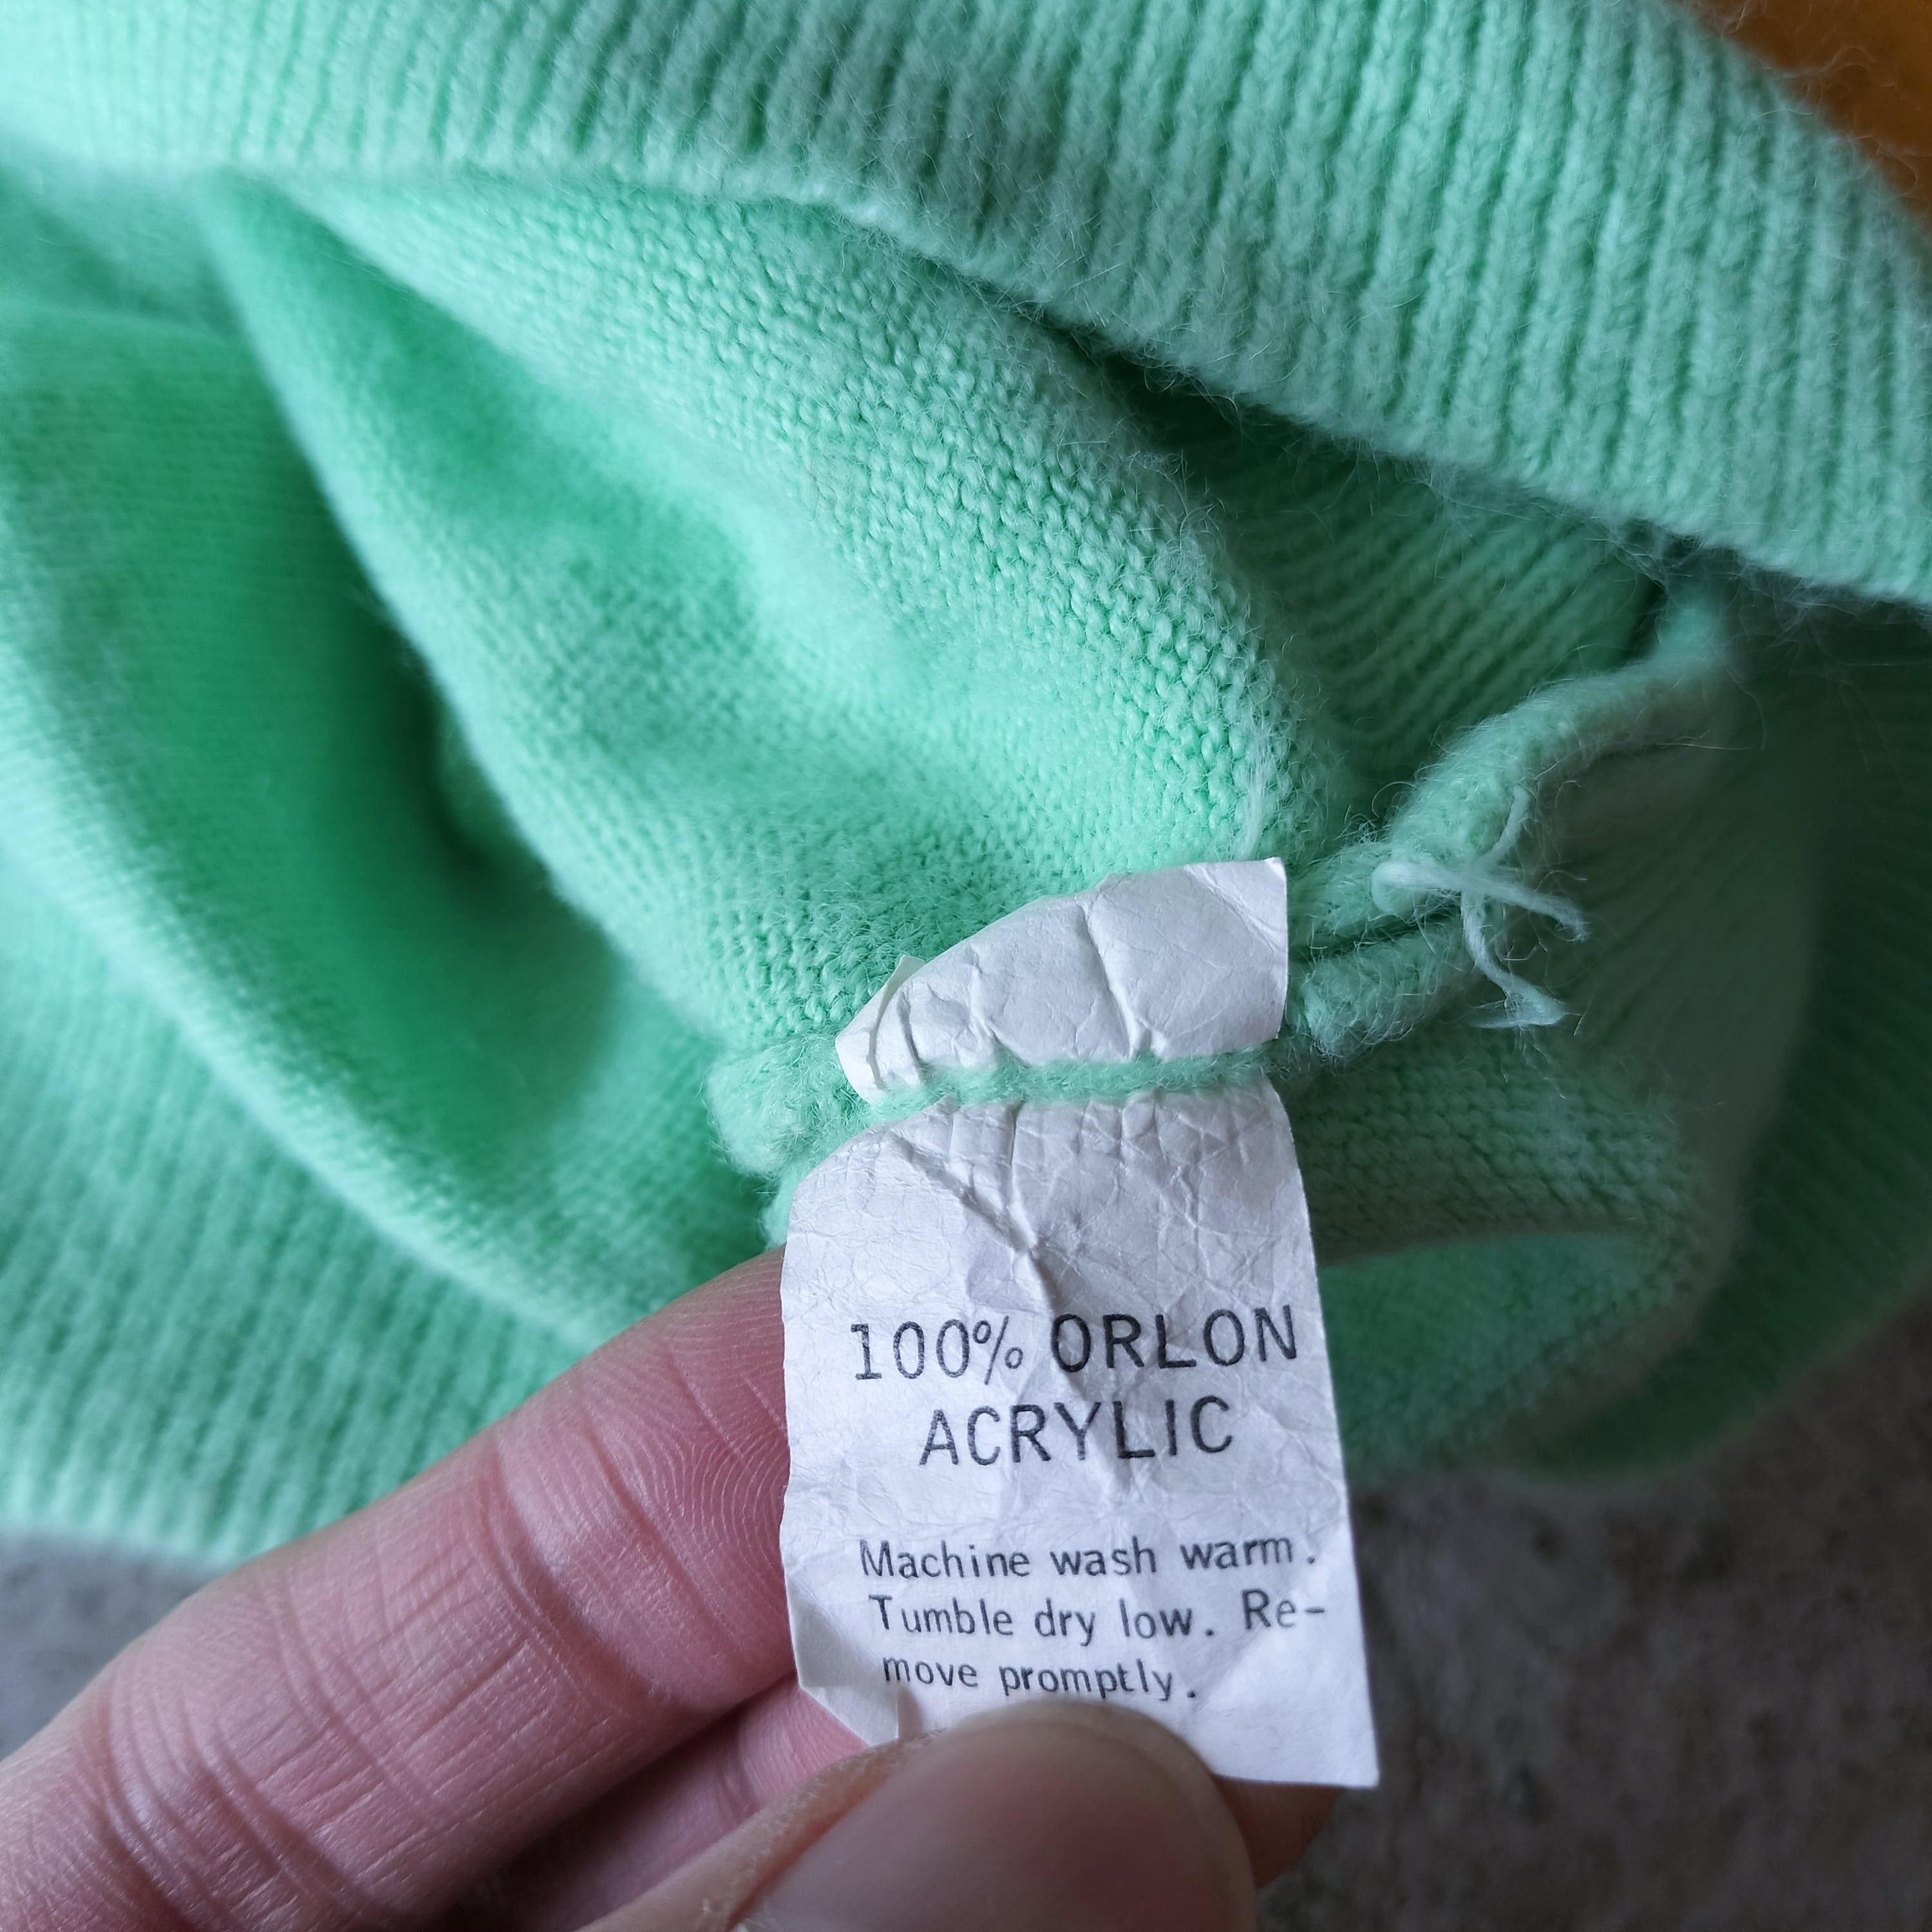 100% ORLON
ACRYLIC
Machine wash warm.
Tumble dry low. Re-
move promptly.